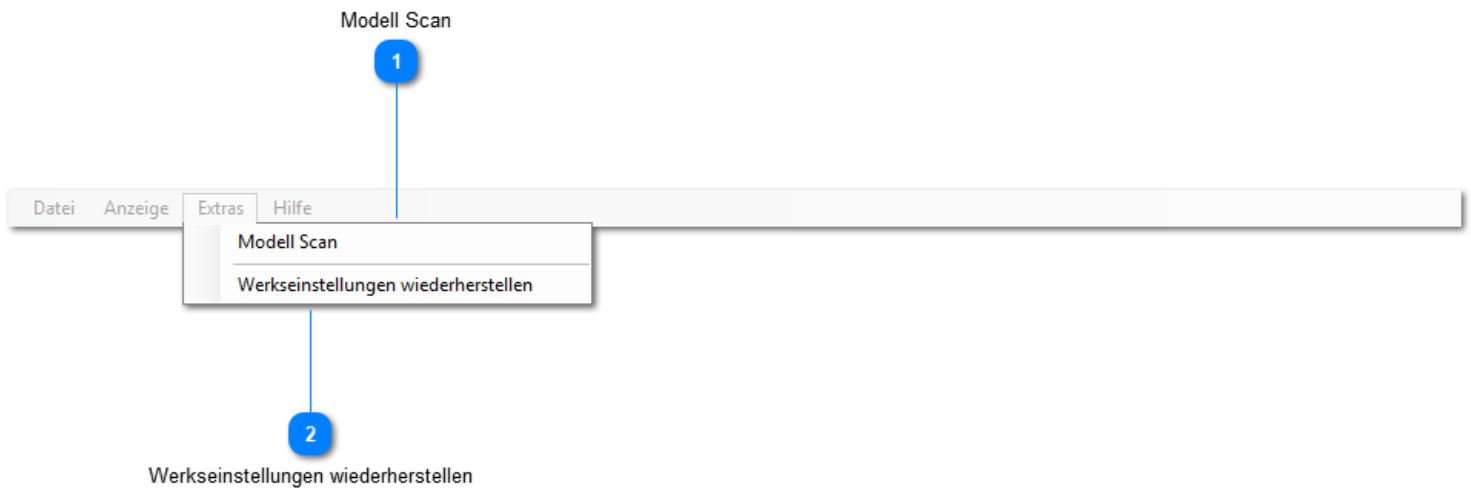 Modell Scan
1
Datei Anzeige Extras Hilfe
Modell Scan
Werkseinstellungen wiederherstellen
2
Werkseinstellungen wiederherstellen